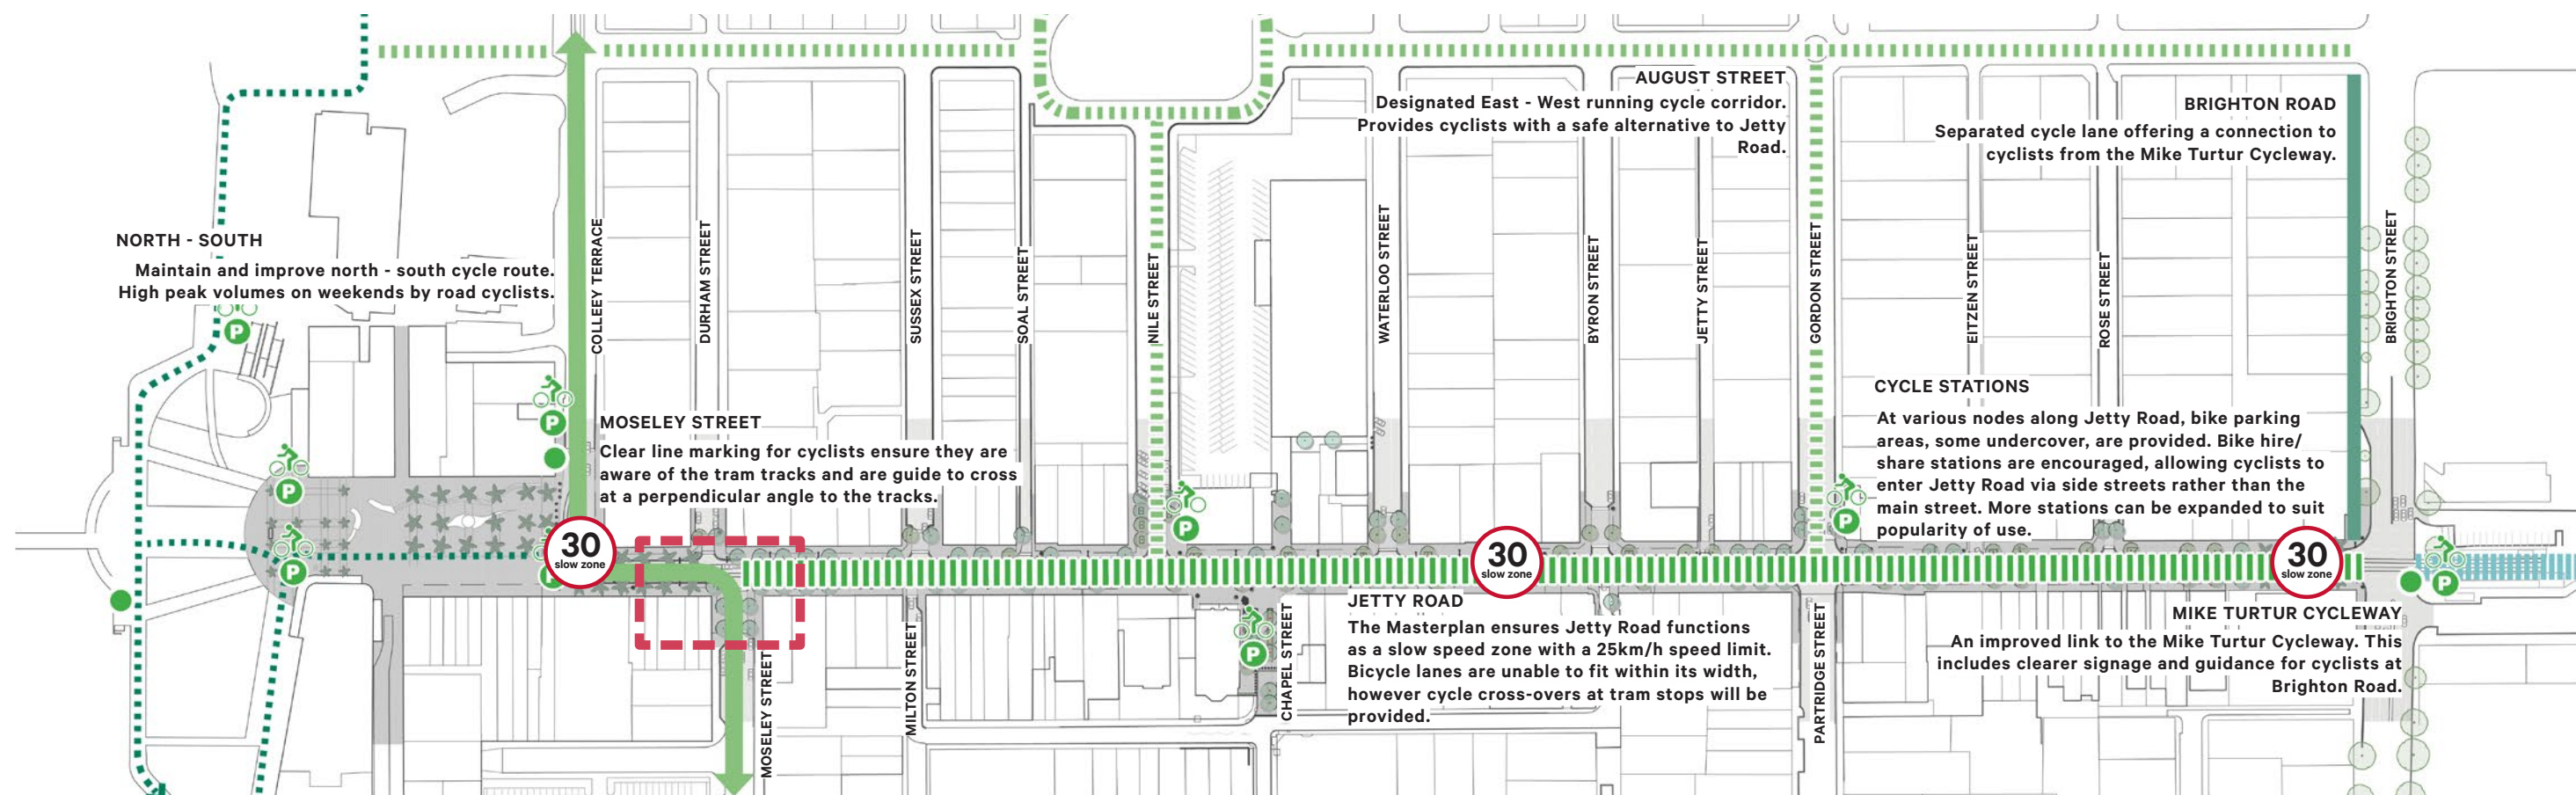 AUGUST STREET
Designated East - West running cycle corridor.
Provides cyclists with a safe alternative to Jetty
Road.
BRIGHTON ROAD
Separated cycle lane offering a connection to
cyclists from the Mike Turtur Cycleway.
NORTH - SOUTH
Maintain and improve north - south cycle route.
High peak volumes on weekends by road cyclists.
P
COLLEY TERRACE
DURHAM STREET
SUSSEX STREET
SOAL STREET
NILE STREET
WATERLOO STREET
BYRON STREET
JETTY STREET
GORDON STREET
EITZEN STREET
ROSE STREET
BRIGHTON STREET
P
MOSELEY STREET
Clear line marking for cyclists ensure they are
aware of the tram tracks and are guide to cross
at a perpendicular angle to the tracks.
CYCLE STATIONS
At various nodes along Jetty Road, bike parking
areas, some undercover, are provided. Bike hire/
share stations are encouraged, allowing cyclists to
enter Jetty Road via side streets rather than the
main street. More stations can be expanded to suit
popularity of use.
P
P
P
P
P
30
slow zone
30
slow zone
30
slow zone
P
P
JETTY ROAD
The Masterplan ensures Jetty Road functions
as a slow speed zone with a 25km/h speed limit.
Bicycle lanes are unable to fit within its width,
however cycle cross-overs at tram stops will be
provided.
MIKE TURTUR CYCLEWAY
An improved link to the Mike Turtur Cycleway. This
includes clearer signage and guidance for cyclists at
Brighton Road.
MOSELEY STREET
MILTON STREET
CHAPEL STREET
PARTRIDGE STREET